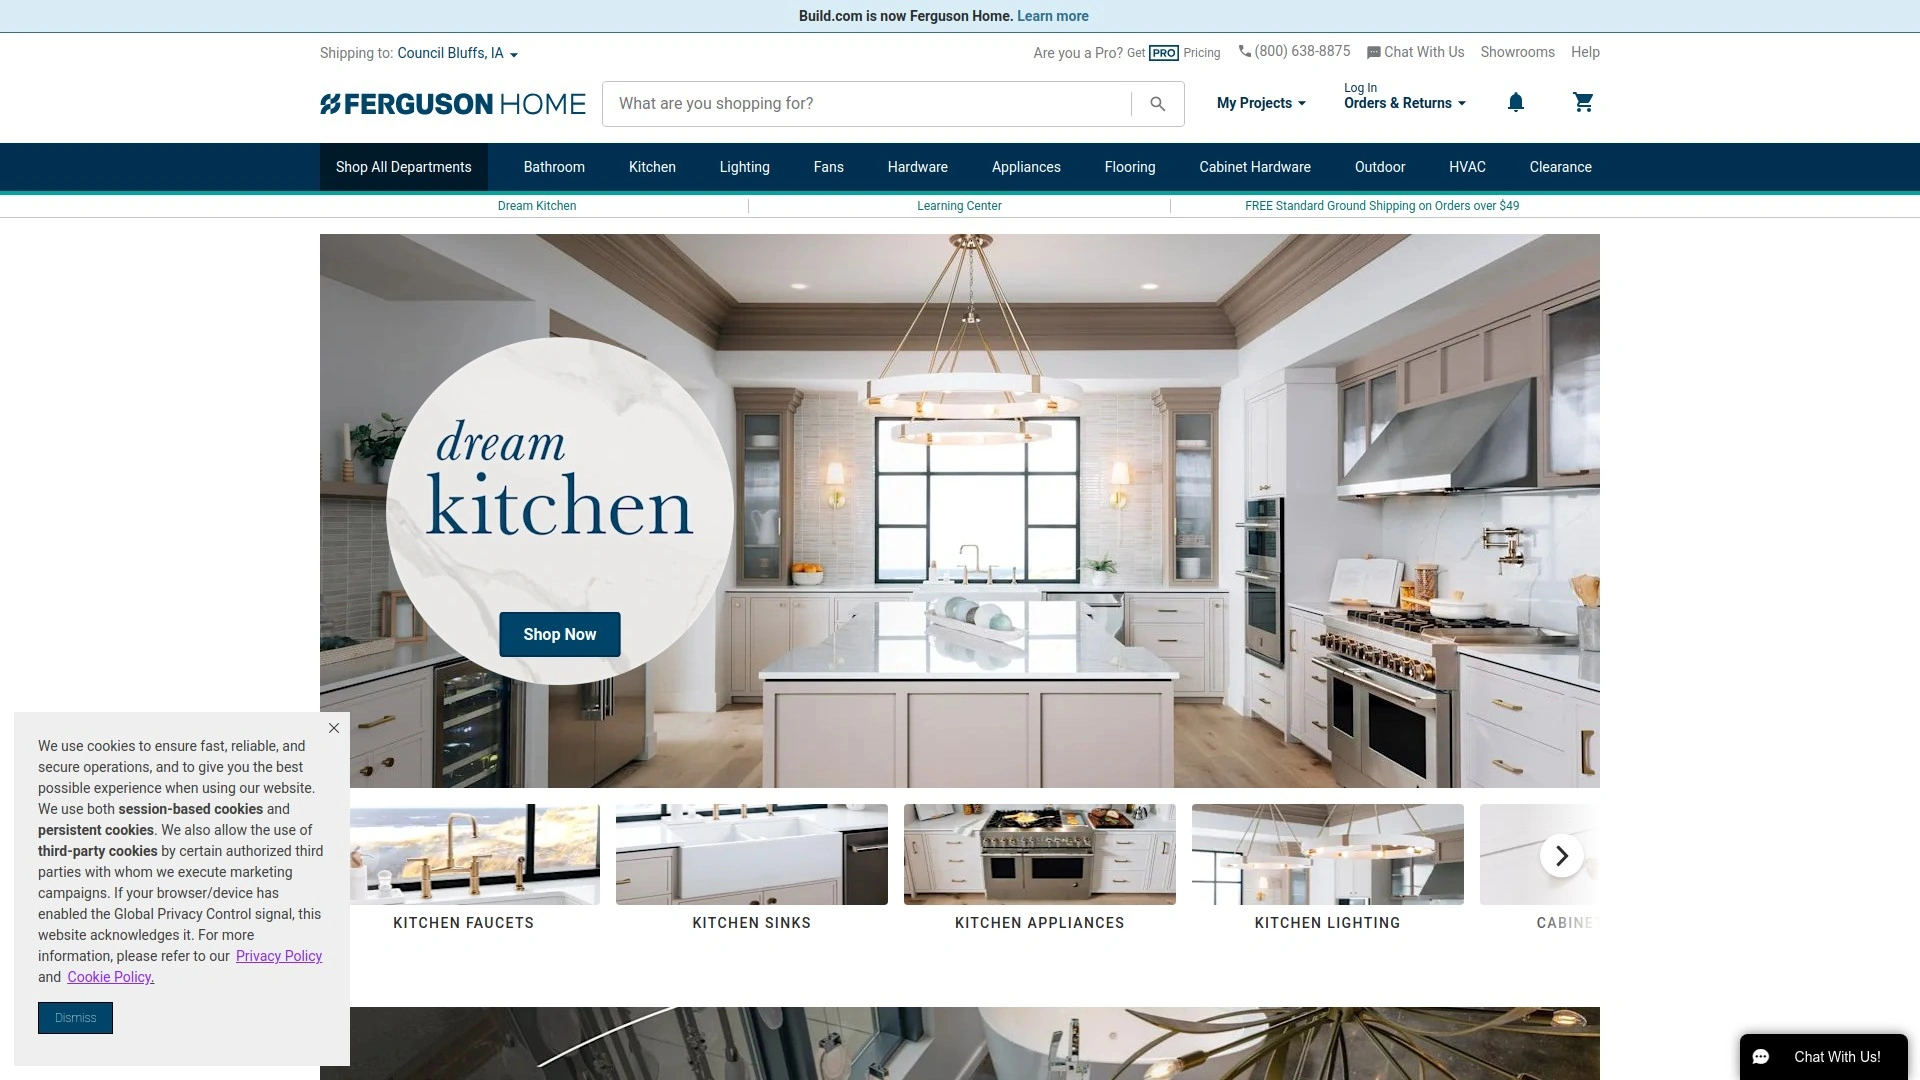 Build.com is now Ferguson Home. Learn more
Shipping to: Council Bluffs, IA
Are you a Pro? Get PRO Pricing
(800) 638-8875
Chat With Us
Showrooms
Help
FERGUSON HOME
What are you shopping for?
My Projects
Log In
Orders & Returns
Shop All Departments
Bathroom
Kitchen
Lighting
Fans
Hardware
Appliances
Flooring
Cabinet Hardware
Outdoor
HVAC
Clearance
Dream Kitchen
Learning Center
FREE Standard Ground Shipping on Orders over $49
dream
kitchen
Shop Now
KITCHEN FAUCETS
KITCHEN SINKS
KITCHEN APPLIANCES
KITCHEN LIGHTING
CABINE
We use cookies to ensure fast, reliable, and
secure operations, and to give you the best
possible experience when using our website.
We use both session-based cookies and
persistent cookies. We also allow the use of
third-party cookies by certain authorized third
parties with whom we execute marketing
campaigns. If your browser/device has
enabled the Global Privacy Control signal, this
website acknowledges it. For more
information, please refer to our Privacy Policy
and Cookie Policy.
Dismiss
Chat With Us!